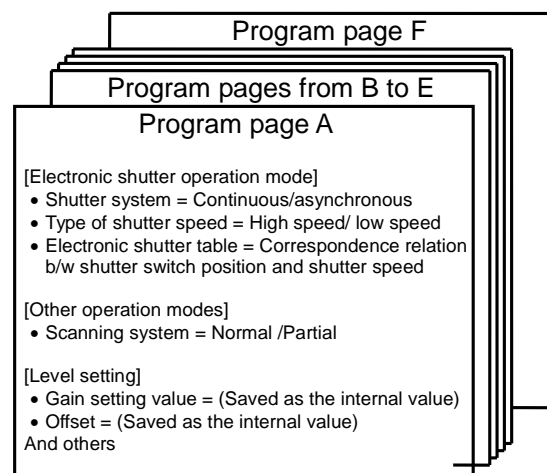 Program page F
Program pages from B to E
Program page A
[Electronic shutter operation mode]
• Shutter system = Continuous/asynchronous
• Type of shutter speed = High speed/ low speed
• Electronic shutter table = Correspondence relation
b/w shutter switch position and shutter speed
[Other operation modes]
• Scanning system = Normal /Partial
[Level setting]
• Gain setting value = (Saved as the internal value)
• Offset = (Saved as the internal value)
And others